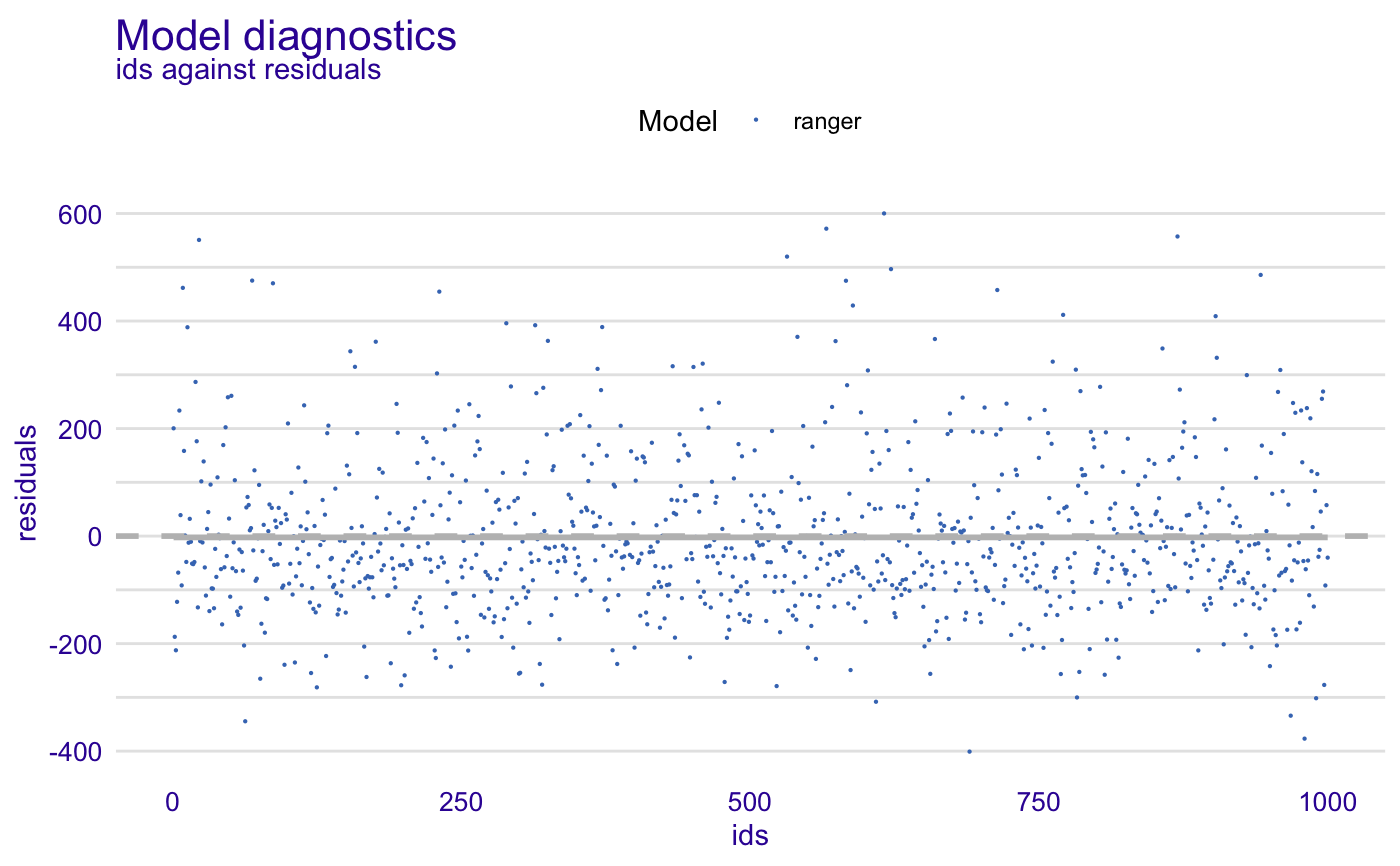 Model diagnostics
ids against residuals
Model ranger
600
400
200
0
-200
-400
residuals
0 250 500 750 1000
ids